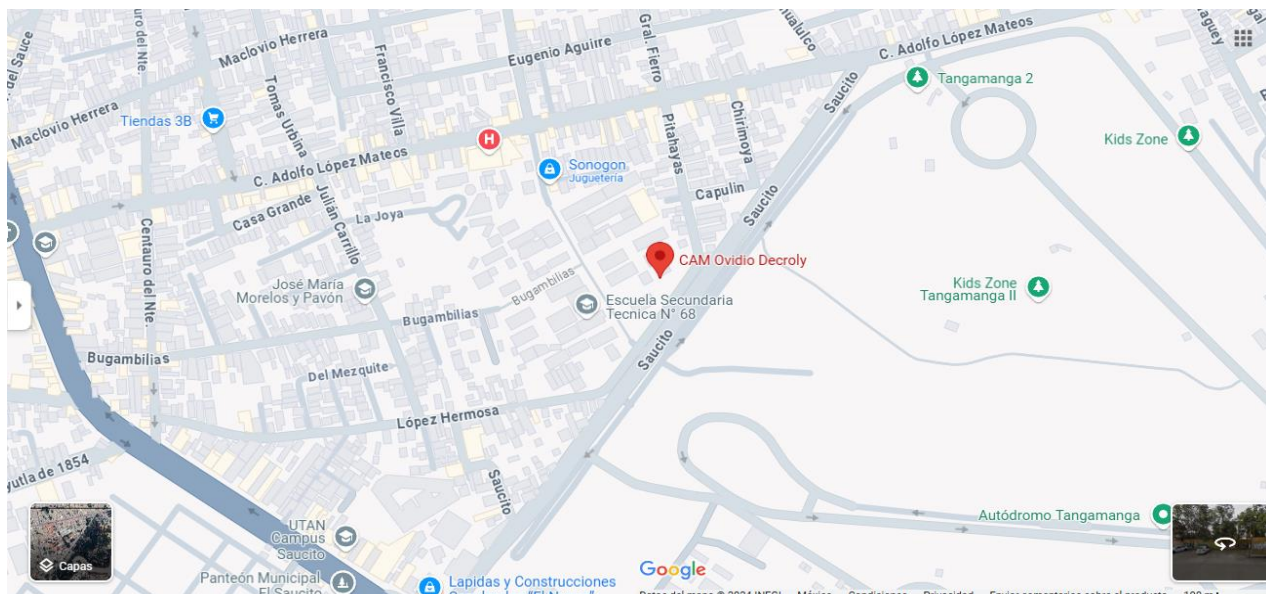 Maclovio Herrera
Eugenio Aguirre
Gral. Fierro
C. Adolfo López Mateos
Tangamanga 2
Kids Zone
Tiendas 3B
Maclovio Herrera
Tomas Urbina
Francisco Villa
Pitahayas
Chirimoya
Saucito
C. Adolfo López Mateos
Sonogon
Juguetería
Capulin
Saucito
Casa Grande
La Joya
Julián Carrillo
Centauro del Nte.
CAM Ovidio Decroly
José María
Morelos y Pavón
Bugambilias
Escuela Secundaria
Tecnica N° 68
Kids Zone
Tangamanga II
Bugambilias
Bugambilias
Saucito
Del Mezquite
López Hermosa
Saucito
UTAN
Campus
Saucito
Autódromo Tangamanga
Capas
Panteón Municipal
El Saucito
Google
Lapidas y Construcciones